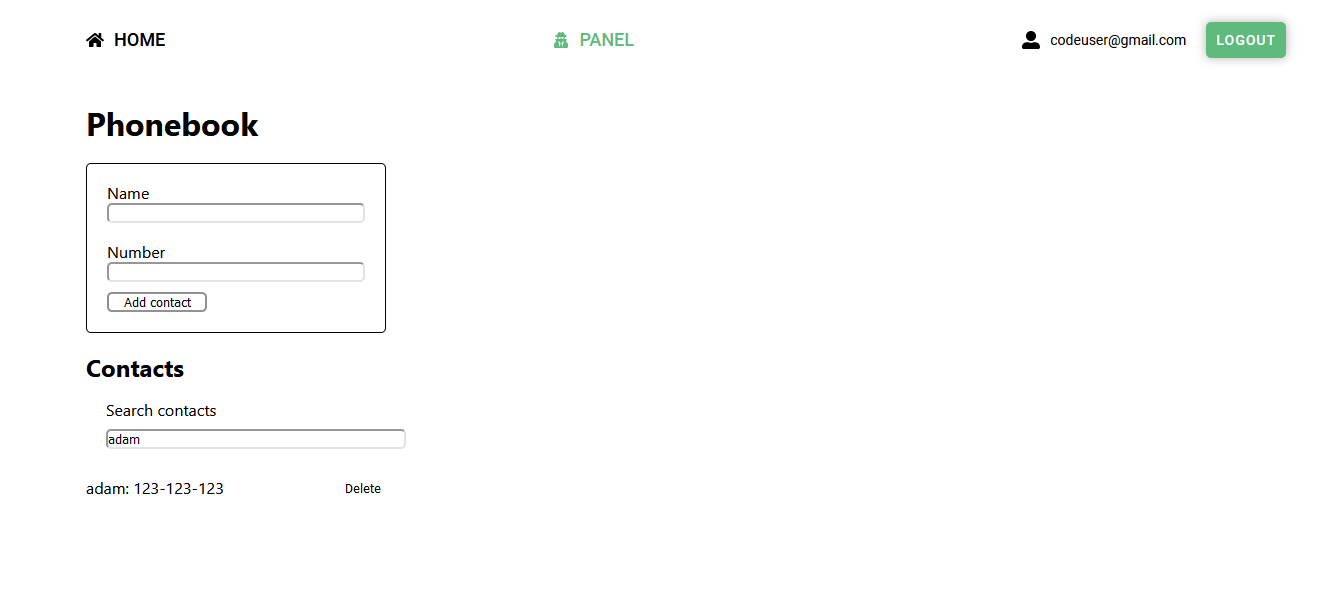 HOME PANEL codeuser@gmail.com LOGOUT
Phonebook
Name
Number
Add contact
Contacts
Search contacts
adam
adam: 123-123-123 Delete